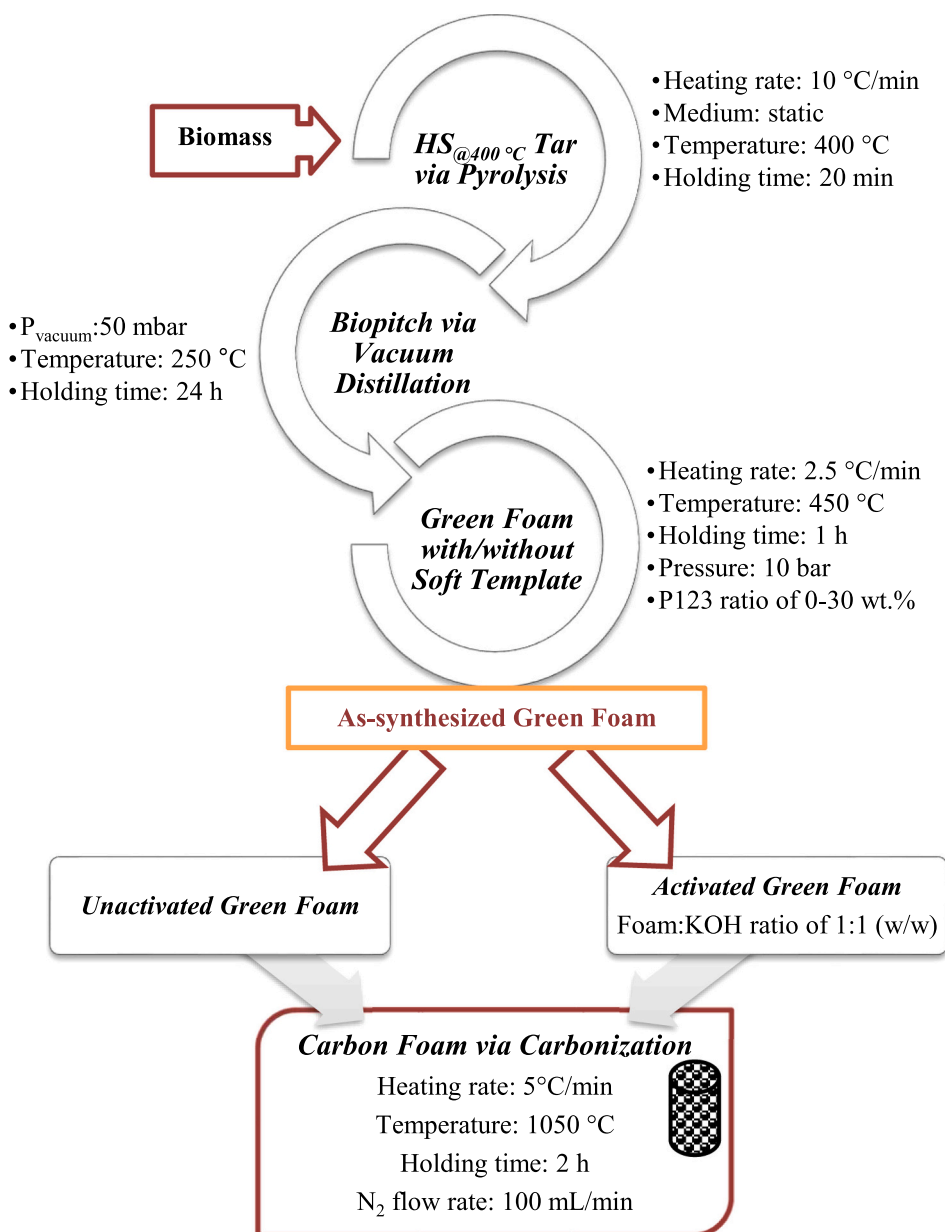 Biomass
HS@400 °C Tar
via Pyrolysis
•Heating rate: 10 °C/min
•Medium: static
•Temperature: 400 °C
•Holding time: 20 min
Biopitch via
Vacuum
Distillation
•Pvacuum:50 mbar
•Temperature: 250 °C
•Holding time: 24 h
Green Foam
with/without
Soft Template
•Heating rate: 2.5 °C/min
•Temperature: 450 °C
•Holding time: 1 h
•Pressure: 10 bar
•P123 ratio of 0-30 wt.%
As-synthesized Green Foam
Unactivated Green Foam
Activated Green Foam
Foam:KOH ratio of 1:1 (w/w)
Carbon Foam via Carbonization
Heating rate: 5°C/min
Temperature: 1050 °C
Holding time: 2 h
N2 flow rate: 100 mL/min